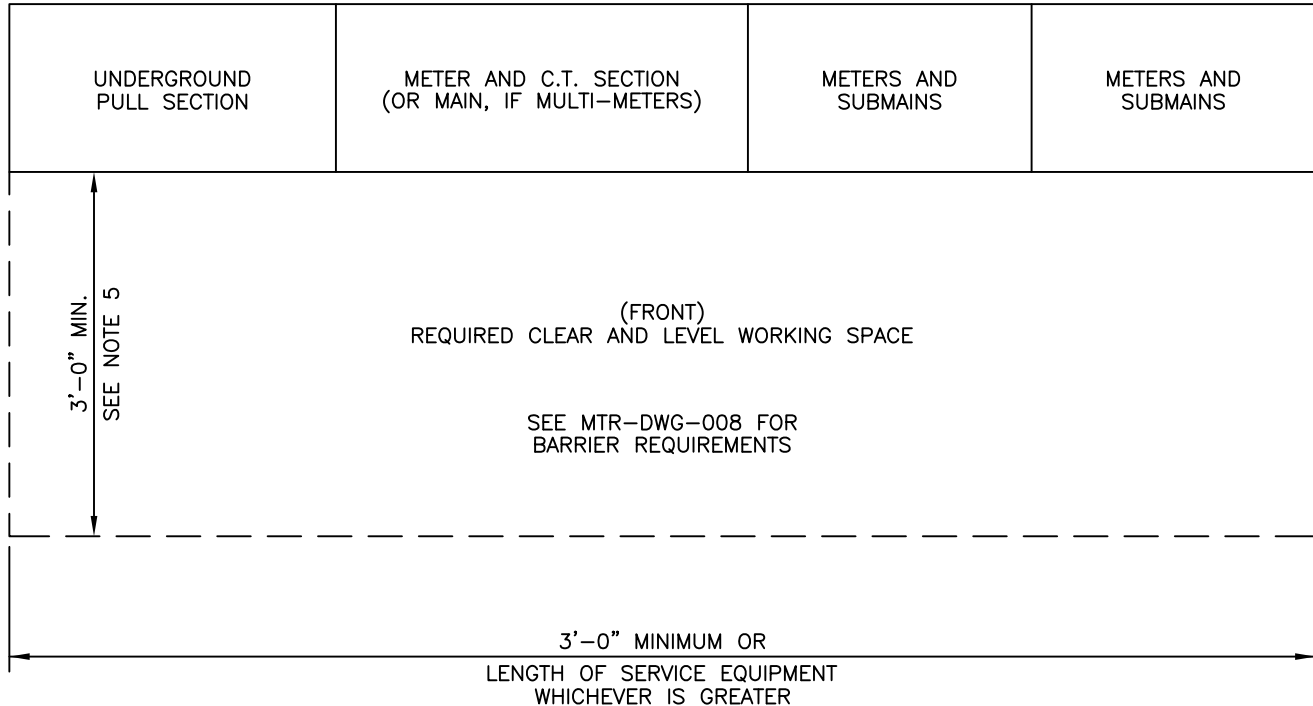 UNDERGROUND
PULL SECTION
METER AND C.T. SECTION
(OR MAIN, IF MULTI-METERS)
METERS AND
SUBMAINS
METERS AND
SUBMAINS
3'-0" MIN.
SEE NOTE 5
(FRONT)
REQUIRED CLEAR AND LEVEL WORKING SPACE
SEE MTR-DWG-008 FOR
BARRIER REQUIREMENTS
3'-0" MINIMUM OR
LENGTH OF SERVICE EQUIPMENT
WHICHEVER IS GREATER